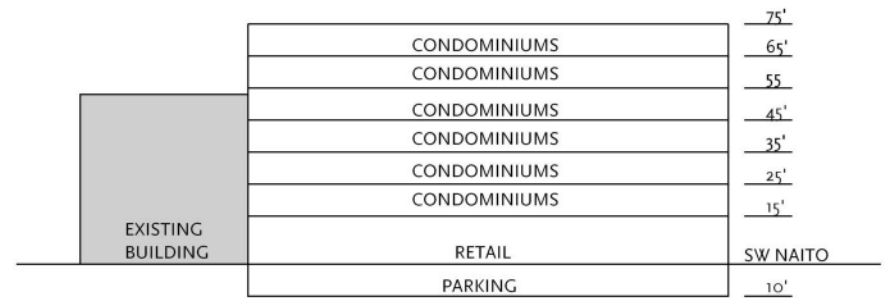 75'
CONDOMINIUMS 65'
CONDOMINIUMS 55
CONDOMINIUMS 45'
CONDOMINIUMS 35'
CONDOMINIUMS 25'
CONDOMINIUMS 15'
EXISTING
BUILDING RETAIL SW NAITO
PARKING 10'